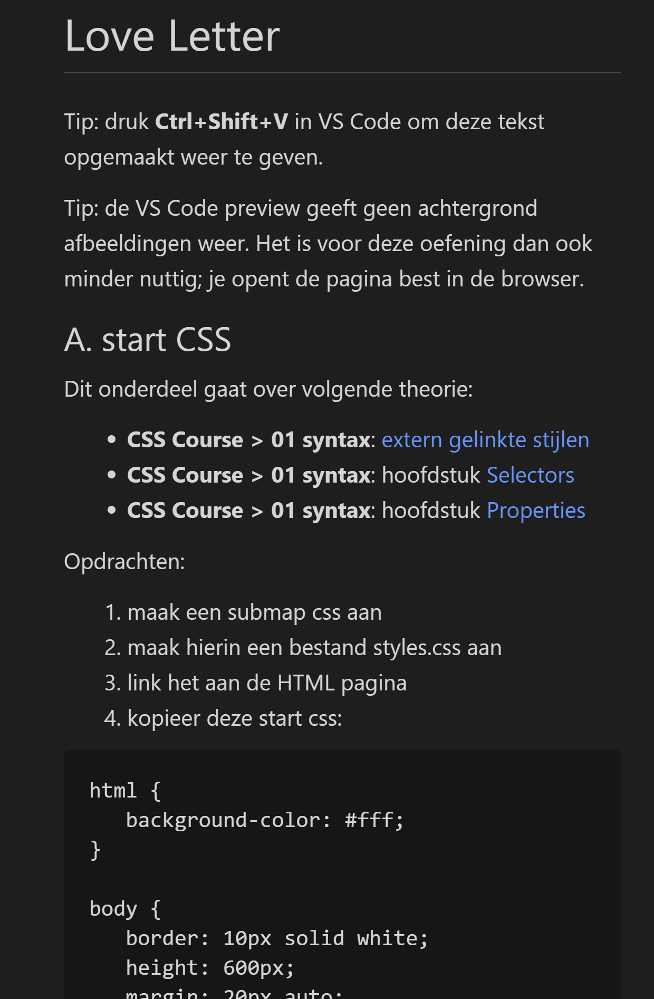 Love Letter
Tip: druk Ctrl+Shift+V in VS Code om deze tekst
opgemaakt weer te geven.
Tip: de VS Code preview geeft geen achtergrond
afbeeldingen weer. Het is voor deze oefening dan ook
minder nuttig; je opent de pagina best in de browser.
A. start CSS
Dit onderdeel gaat over volgende theorie:
• CSS Course > 01 syntax: extern gelinkte stijlen
• CSS Course > 01 syntax: hoofdstuk Selectors
• CSS Course > 01 syntax: hoofdstuk Properties
Opdrachten:
1. maak een submap css aan
2. maak hierin een bestand styles.css aan
3. link het aan de HTML pagina
4. kopieer deze start css:
html {
   background-color: #fff;
}
body {
   border: 10px solid white;
   height: 600px;
   margin: 20px auto;